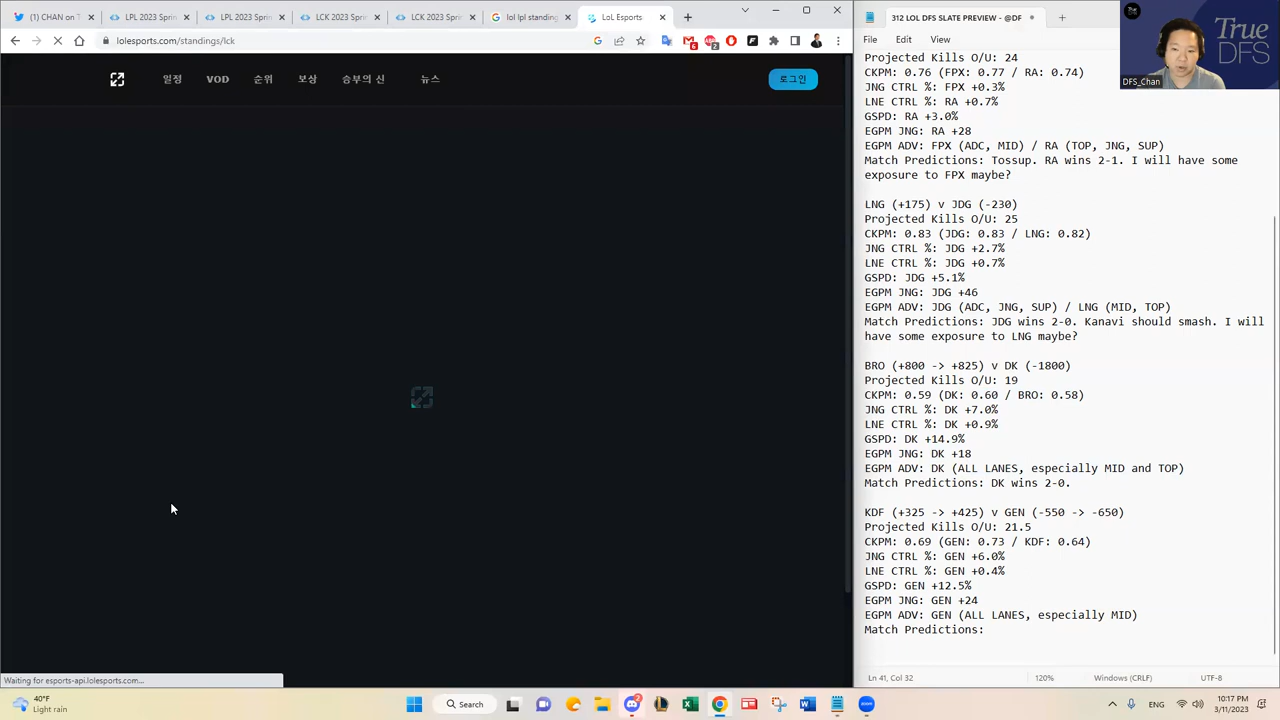 (1) CHAN on T
LPL 2023 Sprin
LPL 2023 Sprin
LCK 2023 Sprin
LCK 2023 Sprin
lol lpl standing
LoL Esports
lolesports.com/standings/lck
6
2
일정
VOD
순위
보상
승부의 신
뉴스
로그인
Waiting for esports-api.lolesports.com...
312 LOL DFS SLATE PREVIEW - @DF
File
Edit
View
Projected Kills O/U: 24
CKPM: 0.76 (FPX: 0.77 / RA: 0.74)
JNG CTRL %: FPX +0.3%
LNE CTRL %: RA +0.7%
GSPD: RA +3.0%
EGPM JNG: RA +28
EGPM ADV: FPX (ADC, MID) / RA (TOP, JNG, SUP)
Match Predictions: Tossup. RA wins 2-1. I will have some
exposure to FPX maybe?
LNG (+175) v JDG (-230)
Projected Kills O/U: 25
CKPM: 0.83 (JDG: 0.83 / LNG: 0.82)
JNG CTRL %: JDG +2.7%
LNE CTRL %: JDG +0.7%
GSPD: JDG +5.1%
EGPM JNG: JDG +46
EGPM ADV: JDG (ADC, JNG, SUP) / LNG (MID, TOP)
Match Predictions: JDG wins 2-0. Kanavi should smash. I will
have some exposure to LNG maybe?
BRO (+800 -> +825) v DK (-1800)
Projected Kills O/U: 19
CKPM: 0.59 (DK: 0.60 / BRO: 0.58)
JNG CTRL %: DK +7.0%
LNE CTRL %: DK +0.9%
GSPD: DK +14.9%
EGPM JNG: DK +18
EGPM ADV: DK (ALL LANES, especially MID and TOP)
Match Predictions: DK wins 2-0.
KDF (+325 -> +425) v GEN (-550 -> -650)
Projected Kills O/U: 21.5
CKPM: 0.69 (GEN: 0.73 / KDF: 0.64)
JNG CTRL %: GEN +6.0%
LNE CTRL %: GEN +0.4%
GSPD: GEN +12.5%
EGPM JNG: GEN +24
EGPM ADV: GEN (ALL LANES, especially MID)
Match Predictions:
Ln 41, Col 32
120%
Windows (CRLF)
UTF-8
True
DFS
DFS_Chan
40°F
Light rain
Search
2
zoom
ENG
10:17 PM
3/11/2023